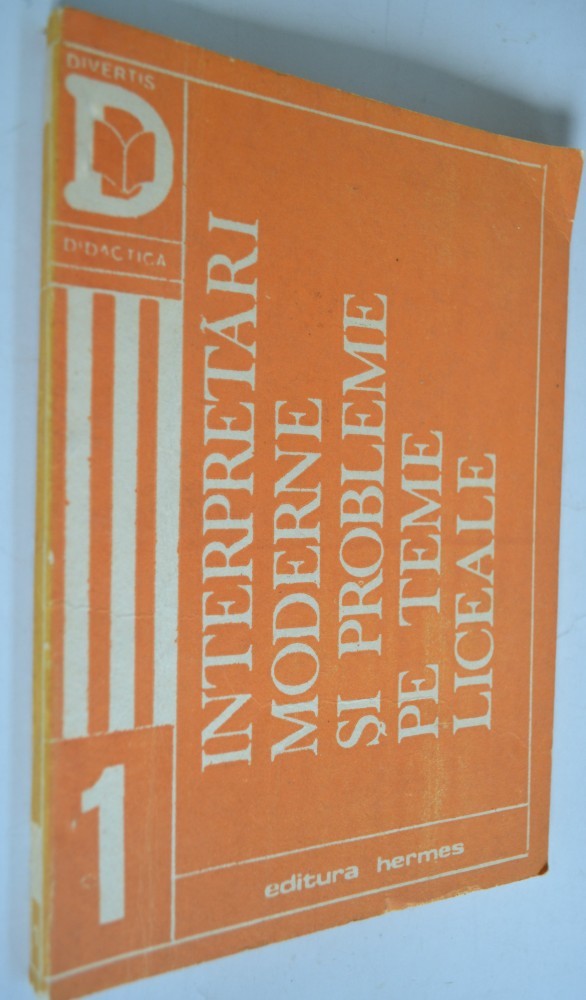 DIVERTIS
D
DIDACTICA
INTERPRETĂRI
MODERNE
ȘI PROBLEME
PE TEME
LICEALE
1
editura hermes